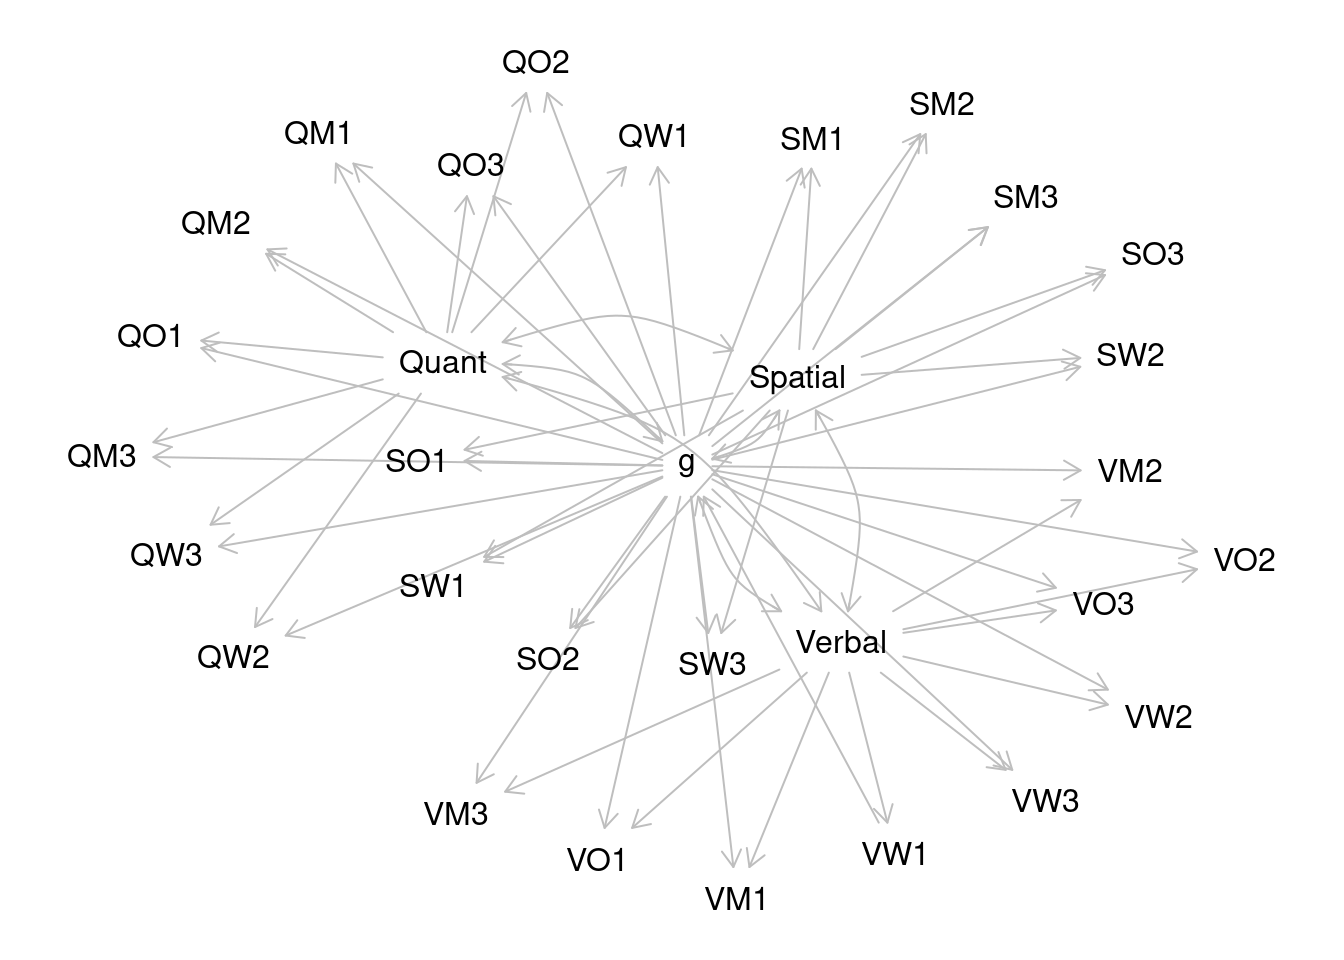 QO2
SM2
QM1
QW1
SM1
QO3
SM3
QM2
SO3
QO1
SW2
Quant
Spatial
QM3
SO1
g
VM2
QW3
VO2
SW1
VO3
Verbal
QW2
SO2
SW3
VW2
VM3
VW3
VO1
VW1
VM1